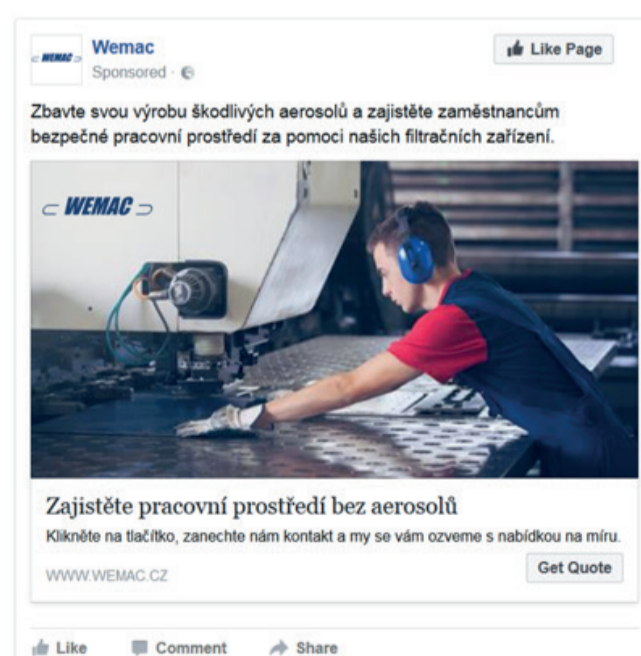 WEMAC
Wemac
Like Page
Sponsored ·
Zbavte svou výrobu škodlivých aerosolů a zajistěte zaměstnancům
bezpečné pracovní prostředí za pomoci našich filtračních zařízení.
WEMAC
Zajistěte pracovní prostředí bez aerosolů
Klikněte na tlačítko, zanechte nám kontakt a my se vám ozveme s nabídkou na míru.
WWW.WEMAC.CZ
Get Quote
Like Comment Share